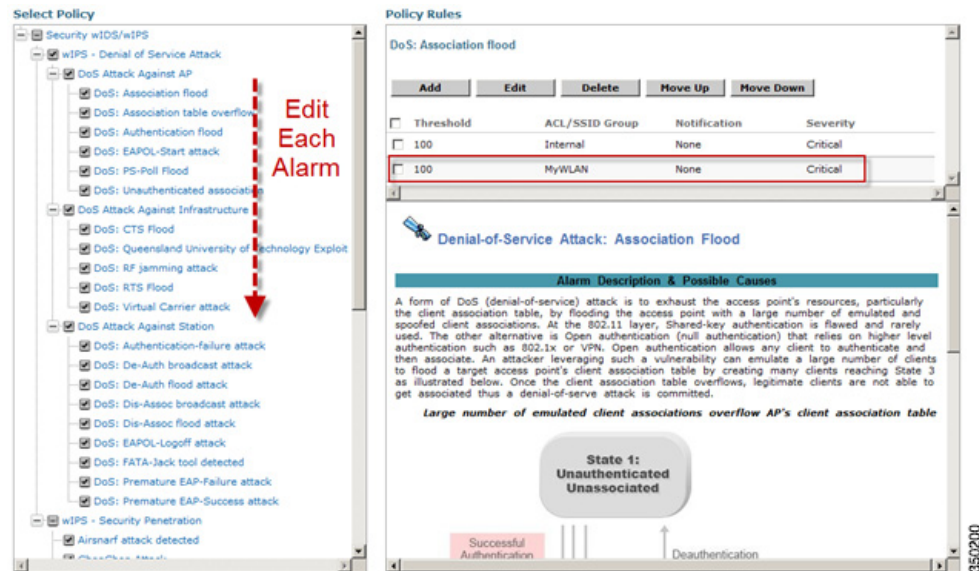 Select Policy
Security wIDS/wIPS
wIPS - Denial of Service Attack
DoS Attack Against AP
DoS: Association flood
DoS: Association table overflow
DoS: Authentication flood
DoS: EAPOL-Start attack
DoS: PS-Poll Flood
DoS: Unauthenticated association
DoS Attack Against Infrastructure
DoS: CTS Flood
DoS: Queensland University of Technology Exploit
DoS: RF jamming attack
DoS: RTS Flood
DoS: Virtual Carrier attack
DoS Attack Against Station
DoS: Authentication-failure attack
DoS: De-Auth broadcast attack
DoS: De-Auth flood attack
DoS: Dis-Assoc broadcast attack
DoS: Dis-Assoc flood attack
DoS: EAPOL-Logoff attack
DoS: FATA-Jack tool detected
DoS: Premature EAP-Failure attack
DoS: Premature EAP-Success attack
wIPS - Security Penetration
Airsnarf attack detected
ChopChop Attack
Edit
Each
Alarm
Policy Rules
DoS: Association flood
Add Edit Delete Move Up Move Down
Threshold ACL/SSID Group Notification Severity
100 Internal None Critical
100 MyWLAN None Critical
Denial-of-Service Attack: Association Flood
Alarm Description & Possible Causes
A form of DoS (denial-of-service) attack is to exhaust the access point's resources, particularly
the client association table, by flooding the access point with a large number of emulated and
spoofed client associations. At the 802.11 layer, Shared-key authentication is flawed and rarely
used. The other alternative is Open authentication (null authentication) that relies on higher level
authentication such as 802.1x or VPN. Open authentication allows any client to authenticate and
then associate. An attacker leveraging such a vulnerability can emulate a large number of clients
to flood a target access point's client association table by creating many clients reaching State 3
as illustrated below. Once the client association table overflows, legitimate clients are not able to
get associated thus a denial-of-serve attack is committed.
Large number of emulated client associations overflow AP's client association table
State 1:
Unauthenticated
Unassociated
Successful
Authentication
Deauthentication
350200